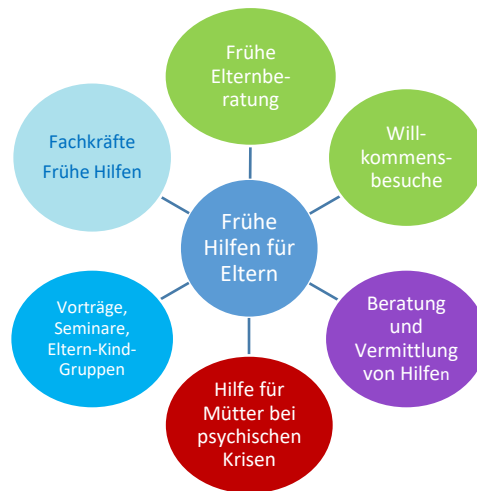 Frühe
Elternbe-
ratung
Will-
kommens-
besuche
Beratung
und
Vermittlung
von Hilfen
Hilfe für
Mütter bei
psychischen
Krisen
Vorträge,
Seminare,
Eltern-Kind-
Gruppen
Fachkräfte
Frühe Hilfen
Frühe
Hilfen für
Eltern